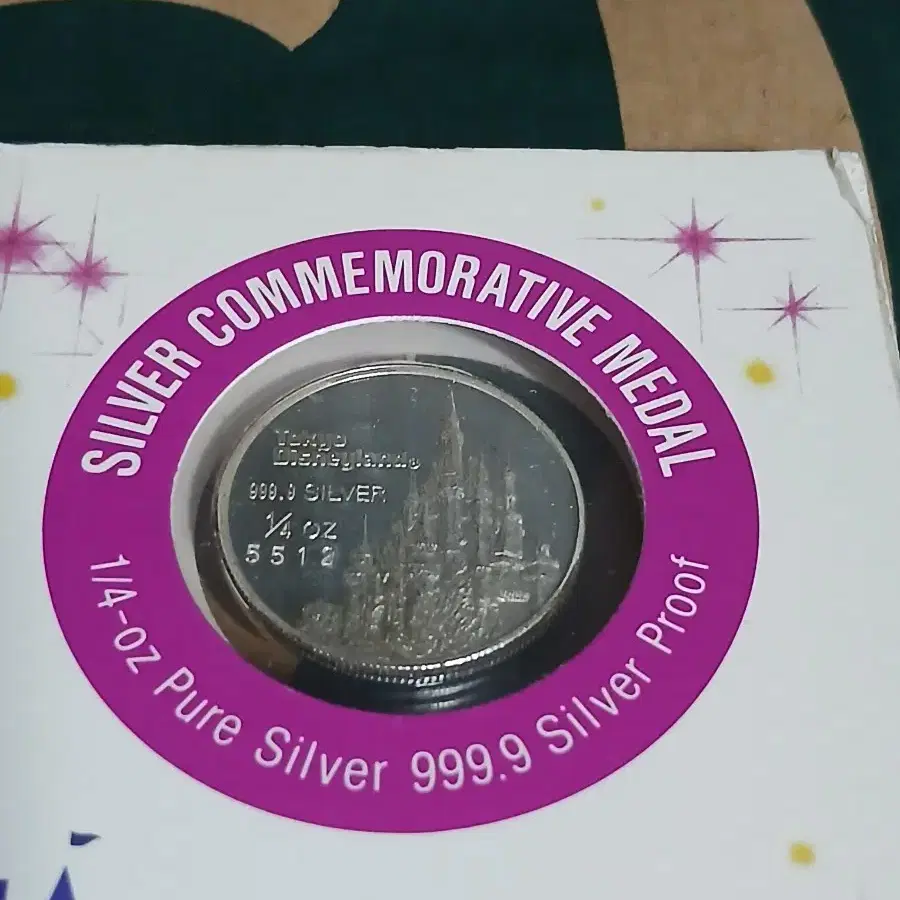 SILVER COMMEMORATIVE MEDAL
Tokyo
Disneyland®
999.9 SILVER
1/4 OZ
5512
1/4-oz Pure Silver 999.9 Silver Proof